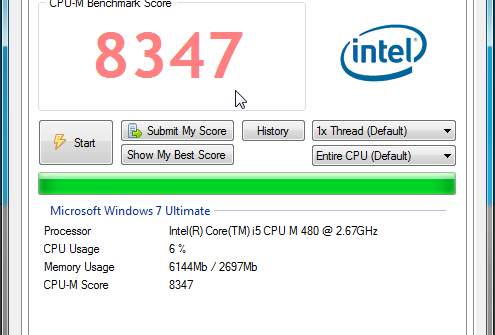 CPU-M Benchmark Score
8347
intel
Start
Submit My Score
History
1x Thread (Default)
Show My Best Score
Entire CPU (Default)
Microsoft Windows 7 Ultimate
Processor Intel(R) Core(TM) i5 CPU M 480 @ 2.67GHz
CPU Usage 6 %
Memory Usage 6144Mb / 2697Mb
CPU-M Score 8347